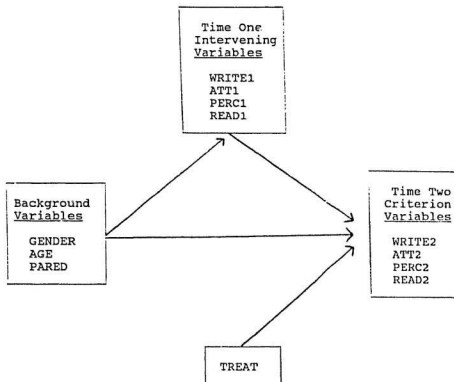 Time One
Intervening
Variables
WRITE1
ATT1
PERC1
READ1
Background
Variables
GENDER
AGE
PARED
Time Two
Criterion
Variables
WRITE2
ATT2
PERC2
READ2
TREAT